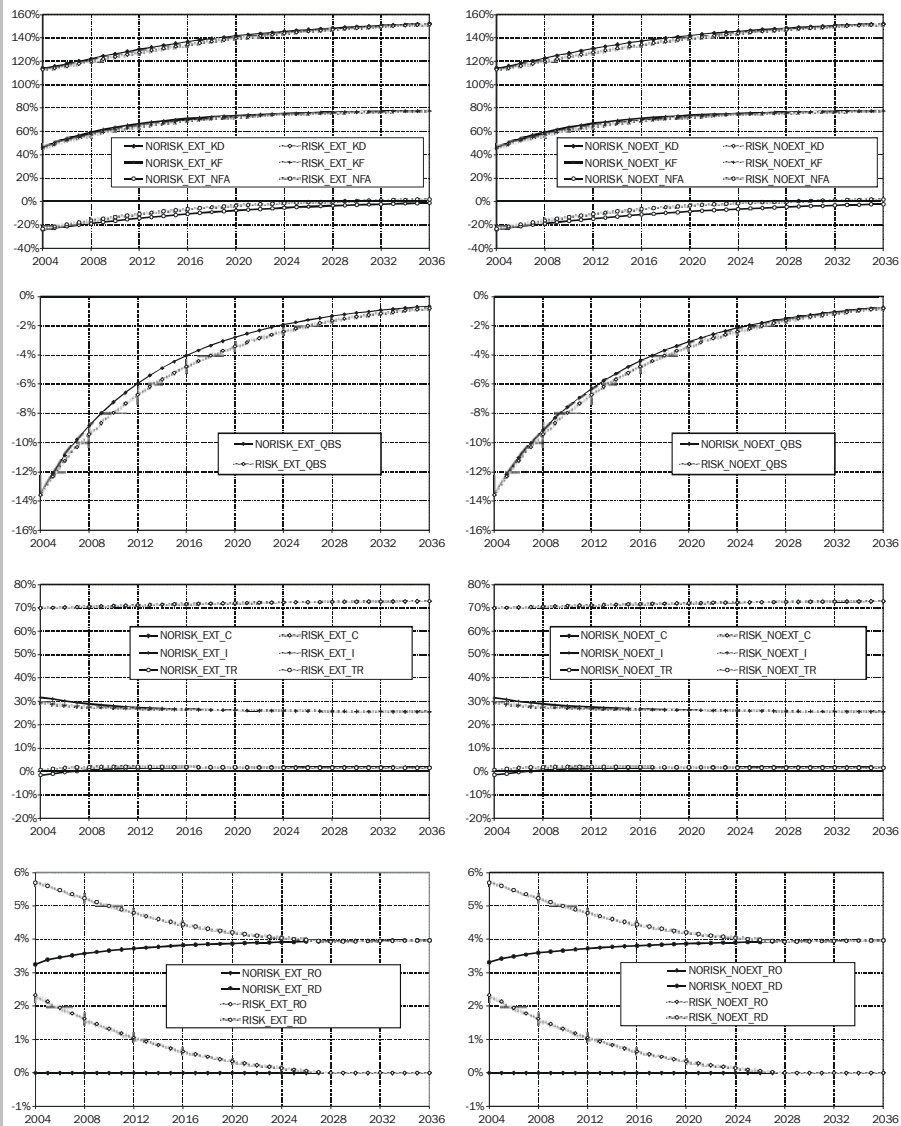 160%
140%
120%
100%
80%
60%
40%
20%
0%
-20%
-40%
NORISK_EXT_KD RISK_EXT_KD
NORISK_EXT_KF RISK_EXT_KF
NORISK_EXT_NFA RISK_EXT_NFA
2004 2008 2012 2016 2020 2024 2028 2032 2036
160%
140%
120%
100%
80%
60%
40%
20%
0%
-20%
-40%
NORISK_NOEXT_KD RISK_NOEXT_KD
NORISK_NOEXT_KF RISK_NOEXT_KF
NORISK_NOEXT_NFA RISK_NOEXT_NFA
2004 2008 2012 2016 2020 2024 2028 2032 2036
0%
-2%
-4%
-6%
-8%
-10%
-12%
-14%
-16%
NORISK_EXT_QBS
RISK_EXT_QBS
2004 2008 2012 2016 2020 2024 2028 2032 2036
0%
-2%
-4%
-6%
-8%
-10%
-12%
-14%
-16%
NORISK_NOEXT_QBS
RISK_NOEXT_QBS
2004 2008 2012 2016 2020 2024 2028 2032 2036
80%
70%
60%
50%
40%
30%
20%
10%
0%
-10%
-20%
NORISK_EXT_C RISK_EXT_C
NORISK_EXT_I RISK_EXT_I
NORISK_EXT_TR RISK_EXT_TR
2004 2008 2012 2016 2020 2024 2028 2032 2036
80%
70%
60%
50%
40%
30%
20%
10%
0%
-10%
-20%
NORISK_NOEXT_C RISK_NOEXT_C
NORISK_NOEXT_I RISK_NOEXT_I
NORISK_NOEXT_TR RISK_NOEXT_TR
2004 2008 2012 2016 2020 2024 2028 2032 2036
6%
5%
4%
3%
2%
1%
0%
-1%
NORISK_EXT_RO
NORISK_EXT_RD
RISK_EXT_RO
RISK_EXT_RD
2004 2008 2012 2016 2020 2024 2028 2032 2036
6%
5%
4%
3%
2%
1%
0%
-1%
NORISK_NOEXT_RO
NORISK_NOEXT_RD
RISK_NOEXT_RO
RISK_NOEXT_RD
2004 2008 2012 2016 2020 2024 2028 2032 2036